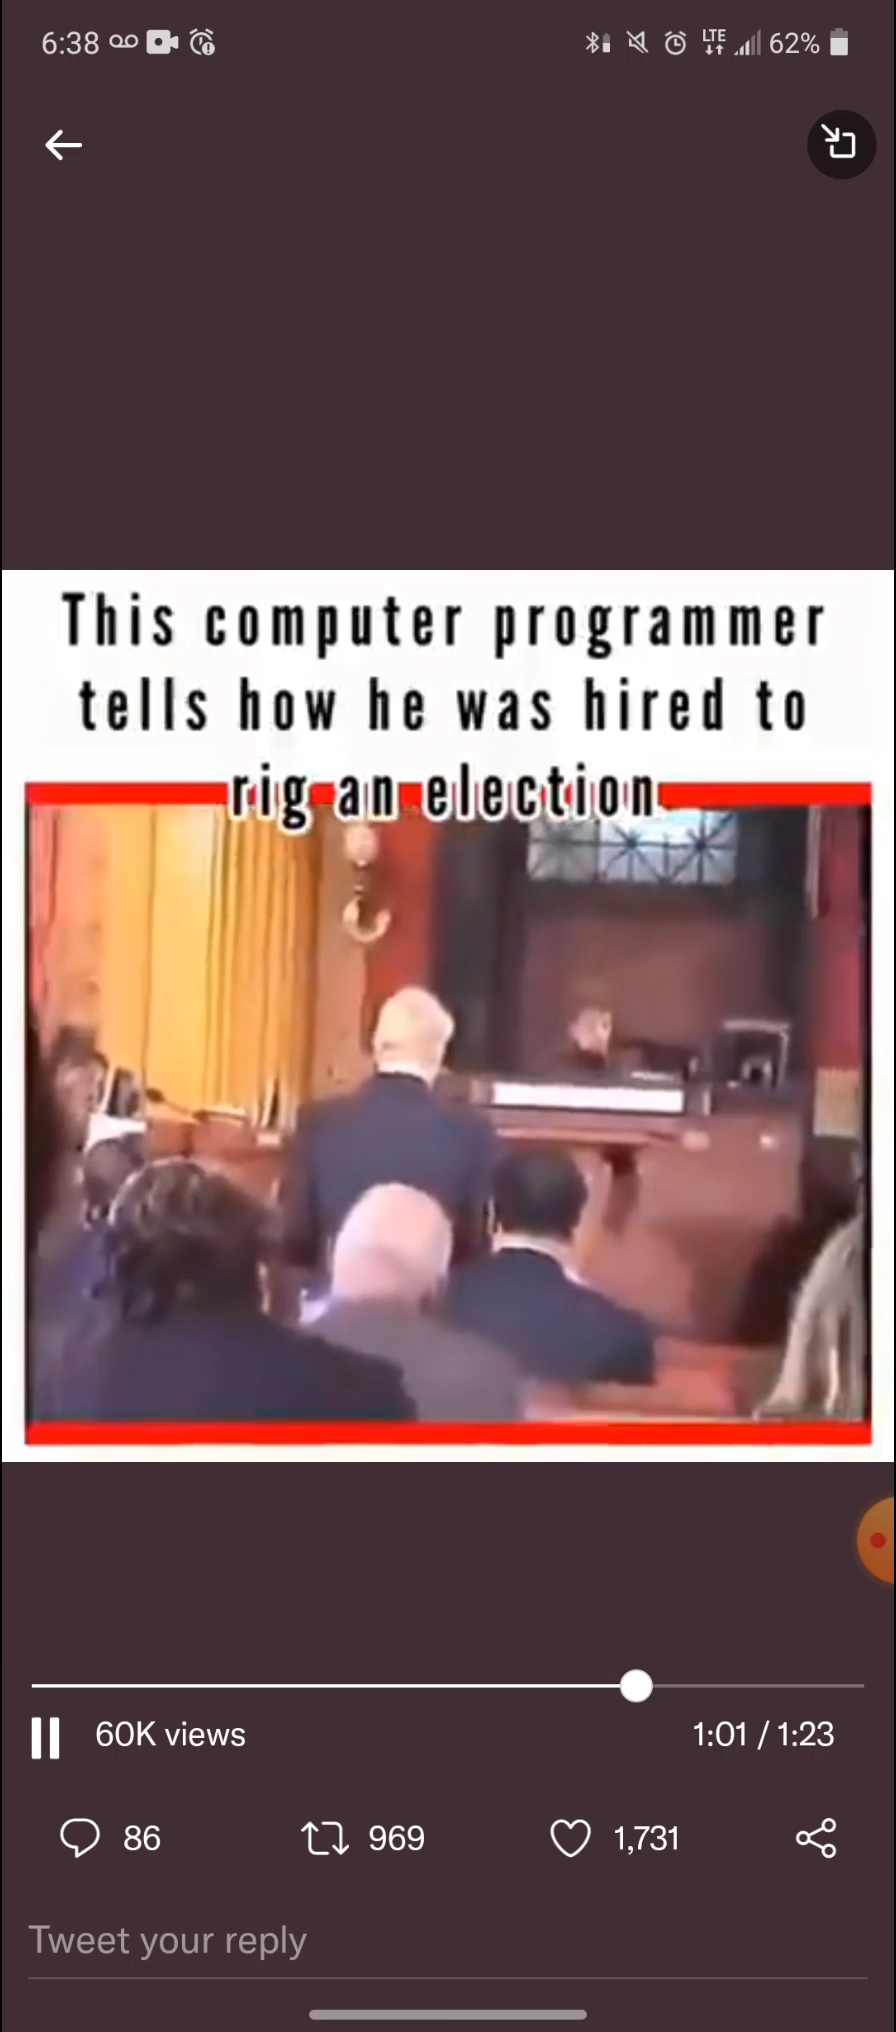 6:38
LTE
62%
This computer programmer
tells how he was hired to
rig an election
60K views
1:01 / 1:23
86
969
1,731
Tweet your reply